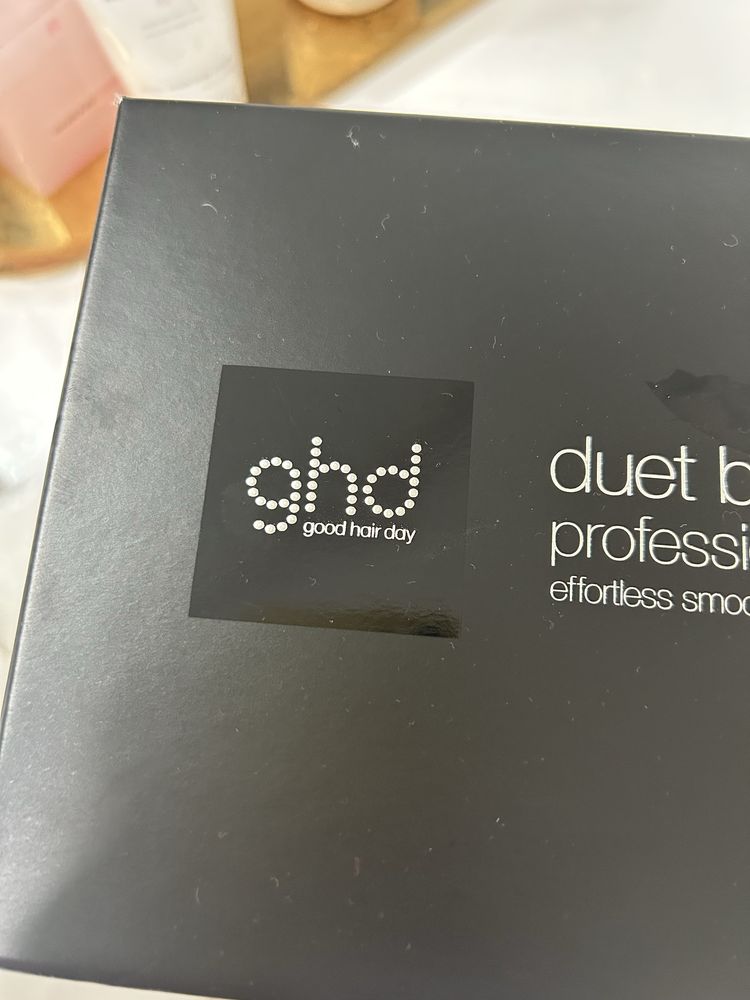 ghd
good hair day
duet b
professi
effortless smoo